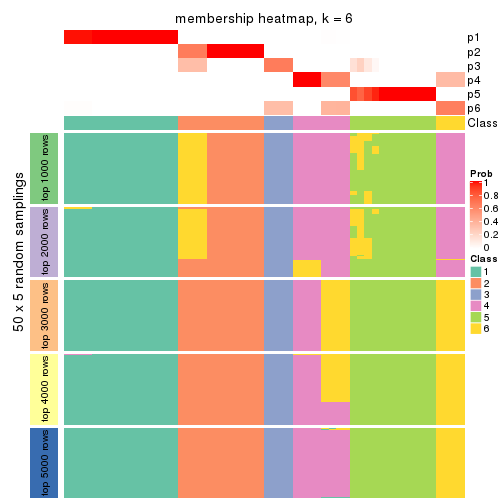 membership heatmap, k = 6
p1
p2
p3
p4
p5
p6
Class
50 x 5 random samplings
top 1000 rows
top 2000 rows
top 3000 rows
top 4000 rows
top 5000 rows
Prob
1
0.8
0.6
0.4
0.2
0
Class
1
2
3
4
5
6